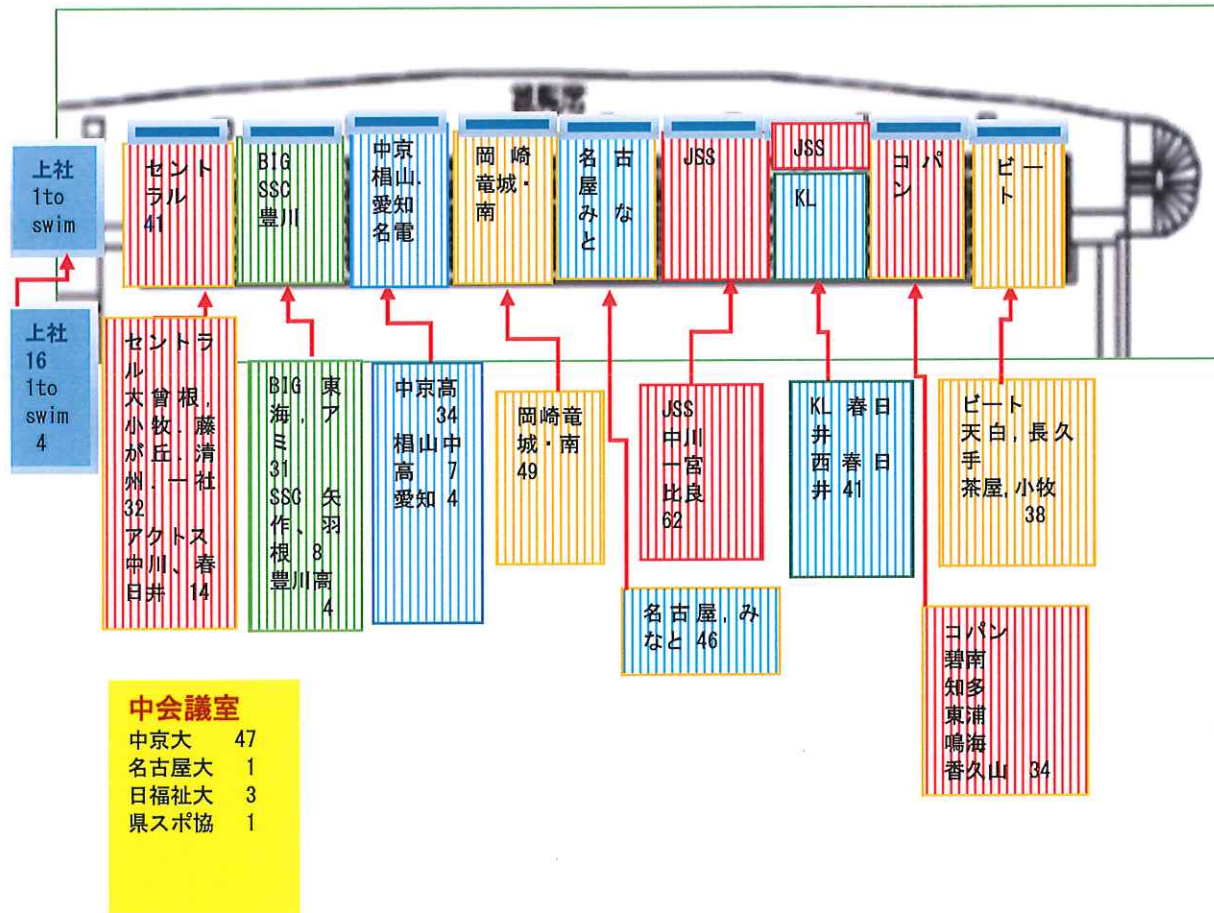 上社
1to
swim
セント
ラル
41
BIG
SSC
豊川
中京
椙山.
愛知
名電
岡崎
竜城・
南
名古
屋な
みと
JSS
JSS
KL
コパ
ン
ビー
ト
上社
16
1to
swim
4
セントラ
ル
大曽根,
小牧.藤
が丘.清
州.一社
32
アクトス
中川、春
日井 14
BIG 東
海,ア
ミ
31
SSC 矢
作、羽
根 8
豊川高
4
中京高
34
椙山中
高 7
愛知 4
岡崎竜
城・南
49
名古屋,み
なと 46
JSS
中川
一宮
比良
62
KL 春日
井
西春日
井 41
コパン
碧南
知多
東浦
鳴海
香久山 34
ビート
天白,長久
手
茶屋,小牧
38
中会議室
中京大 47
名古屋大 1
日福祉大 3
県スポ協 1